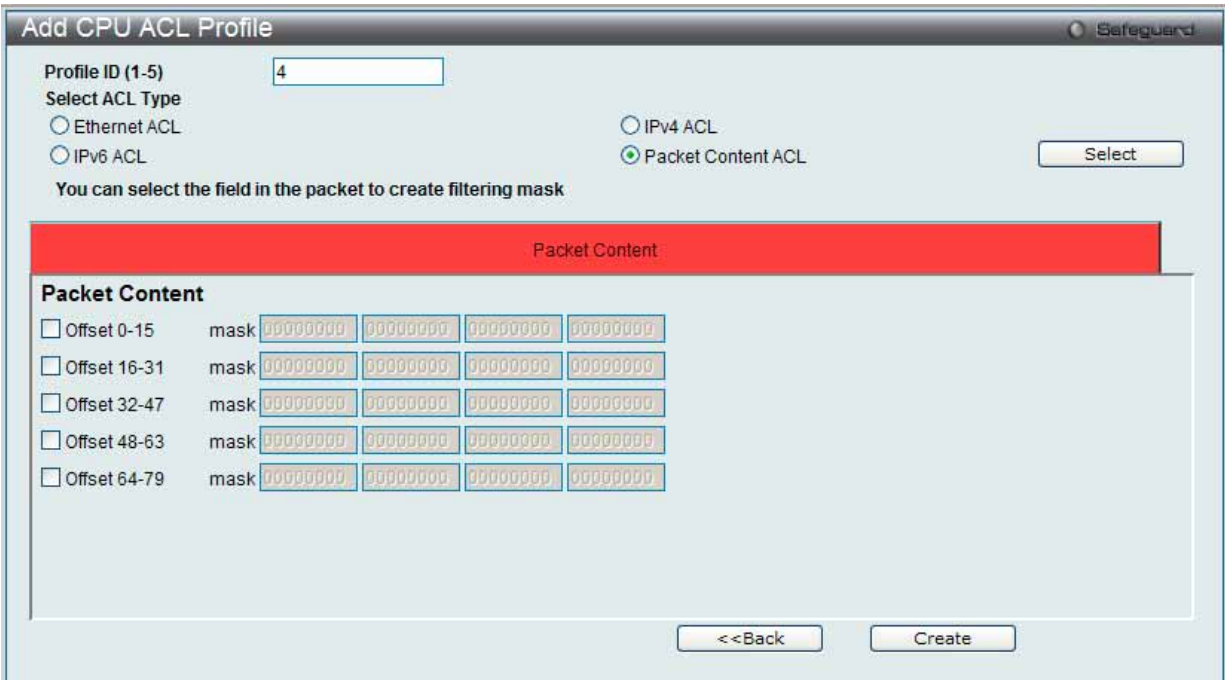 Add CPU ACL Profile Safeguard
Profile ID (1-5) 4
Select ACL Type
Ethernet ACL IPv4 ACL
IPv6 ACL Packet Content ACL Select
You can select the field in the packet to create filtering mask
Packet Content
Packet Content
Offset 0-15 mask 00000000 00000000 00000000 00000000
Offset 16-31 mask 00000000 00000000 00000000 00000000
Offset 32-47 mask 00000000 00000000 00000000 00000000
Offset 48-63 mask 00000000 00000000 00000000 00000000
Offset 64-79 mask 00000000 00000000 00000000 00000000
<<Back Create